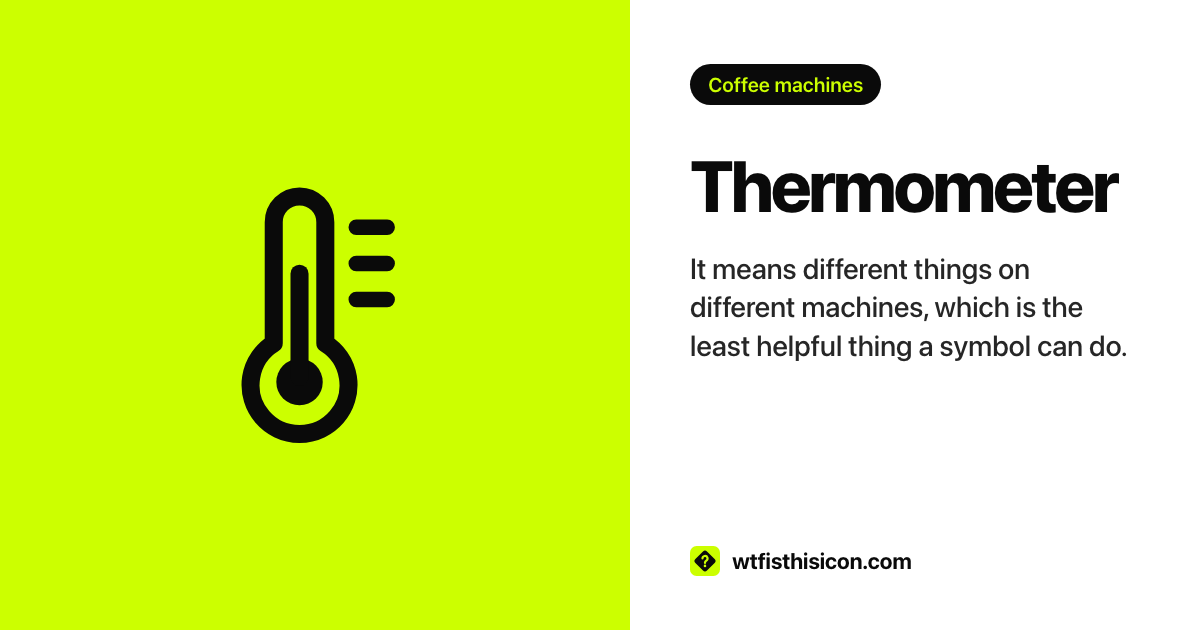 Coffee machines
Thermometer
It means different things on
different machines, which is the
least helpful thing a symbol can do.
?
wtfisthisicon.com